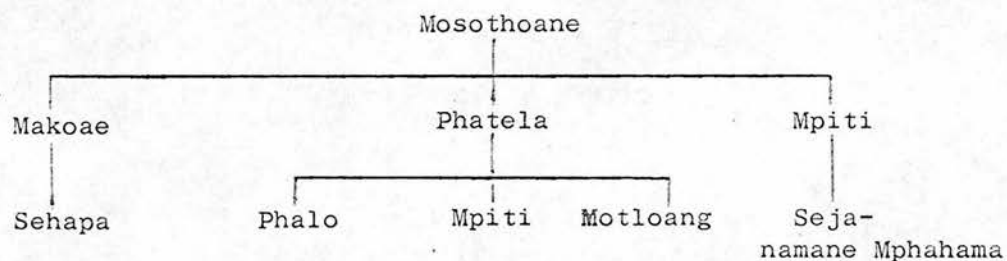 Mosothoane
Makoae Phatela Mpiti
Sehapa Phalo Mpiti Motloang Seja-
namane Mphahama